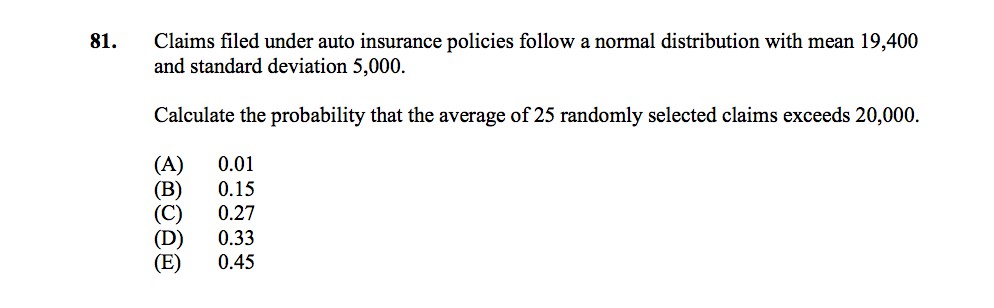 81. Claims filed under auto insurance policies follow a normal distribution with mean 19,400
and standard deviation 5,000.
Calculate the probability that the average of 25 randomly selected claims exceeds 20,000.
(A) 0.01
(B) 0.15
(C) 0.27
(D) 0.33
(E) 0.45